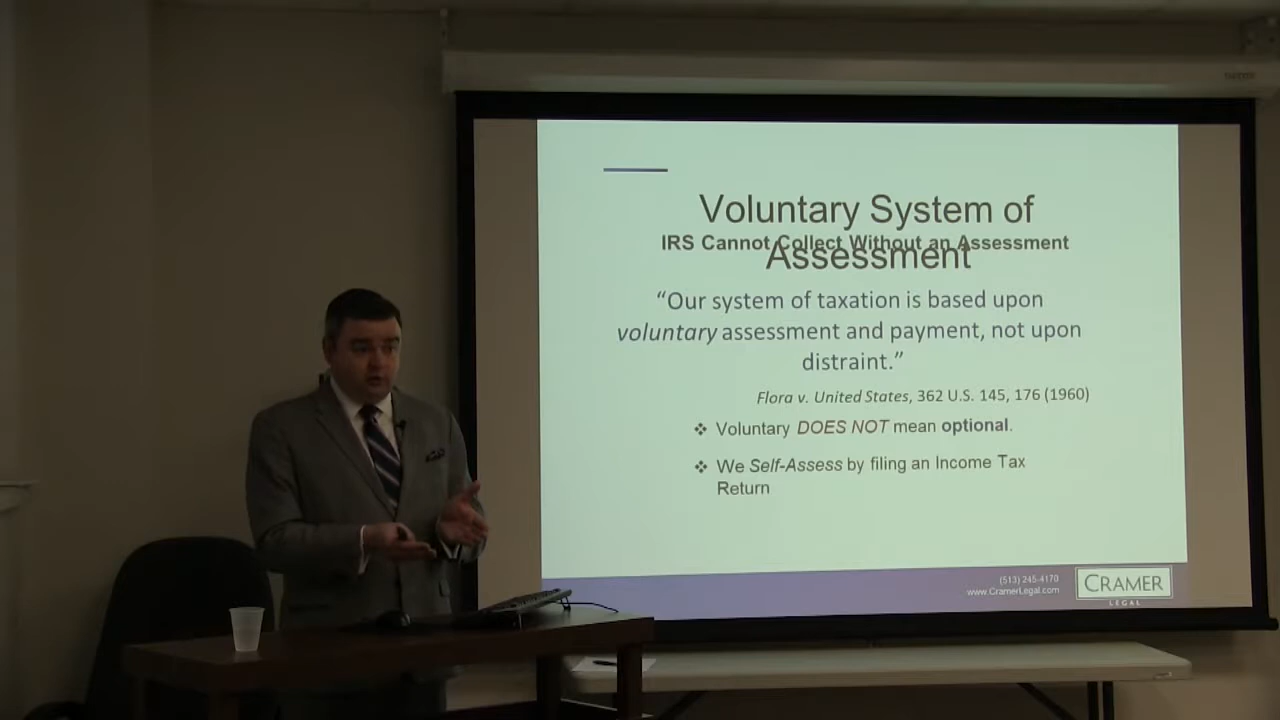 Voluntary System of
IRS Cannot Collect Without an Assessment
Assessment
“Our system of taxation is based upon
voluntary assessment and payment, not upon
distraint.”
Flora v. United States, 362 U.S. 145, 176 (1960)
❖ Voluntary DOES NOT mean optional.
❖ We Self-Assess by filing an Income Tax
Return
(513) 245-4170
www.CramerLegal.com
CRAMER
LEGAL